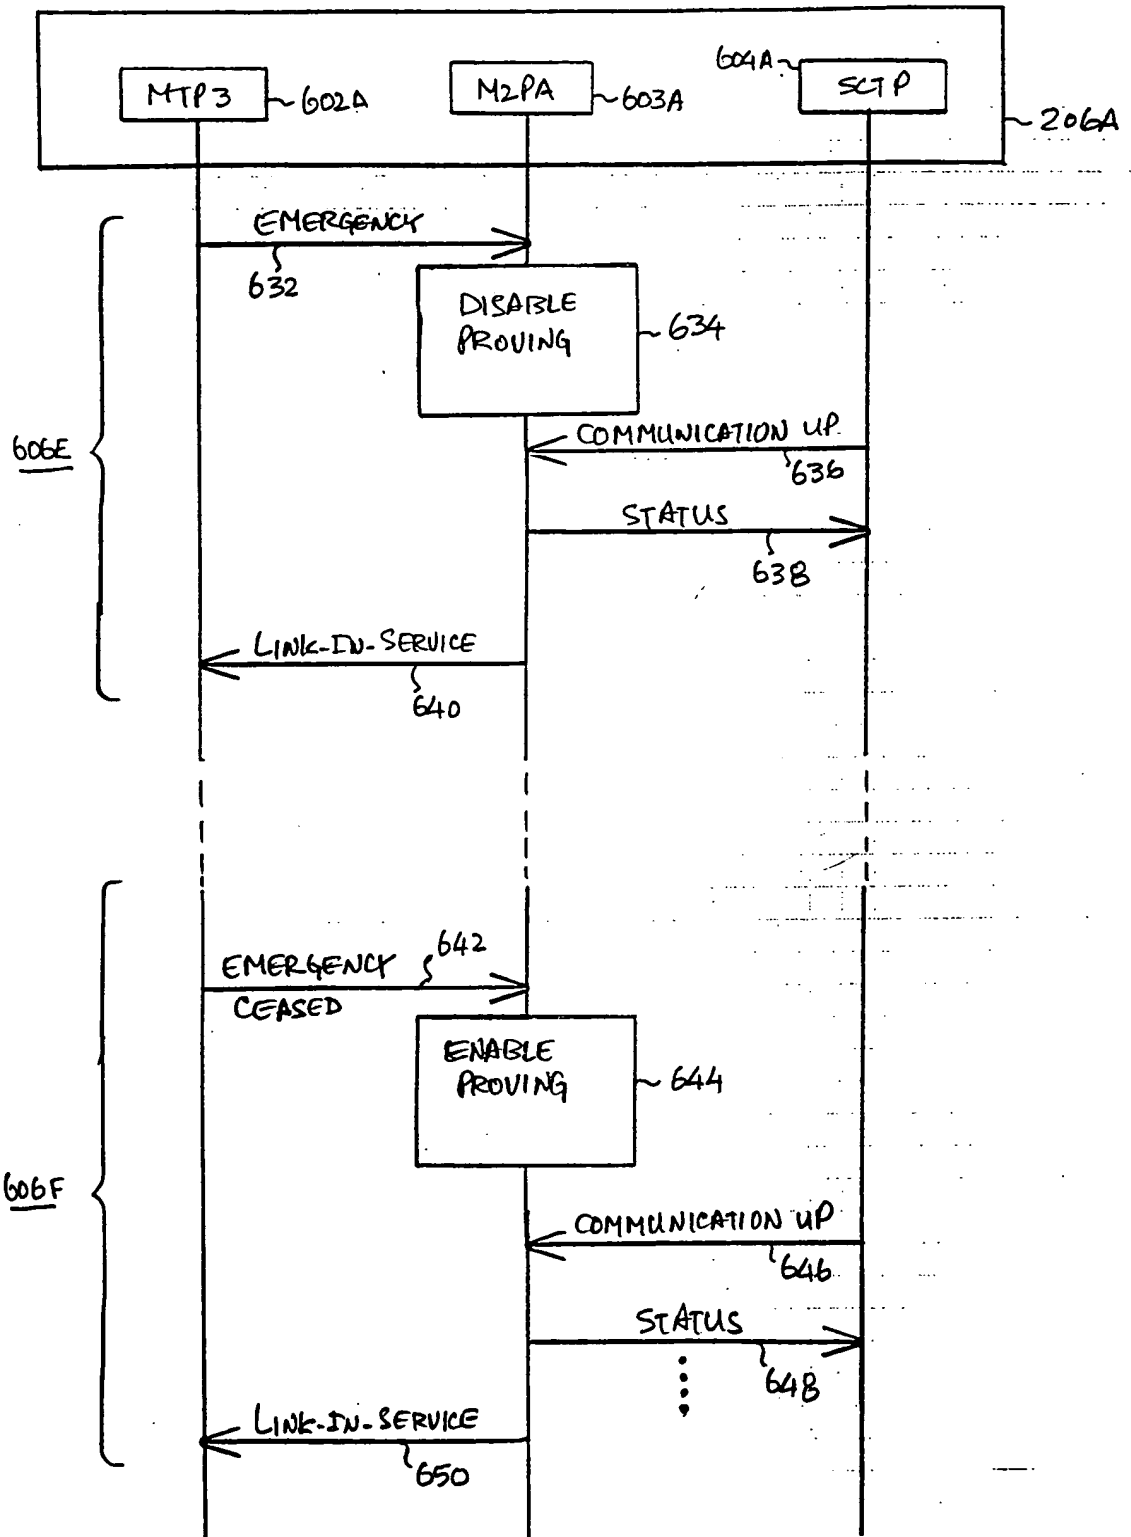 MTP3
602A
M2PA
603A
604A
SCTP
206A
EMERGENCY
632
DISABLE
PROVING
634
606E
COMMUNICATION UP
636
STATUS
638
LINK-IN-SERVICE
640
EMERGENCY
642
CEASED
ENABLE
PROVING
644
606F
COMMUNICATION UP
646
STATUS
648
LINK-IN-SERVICE
650